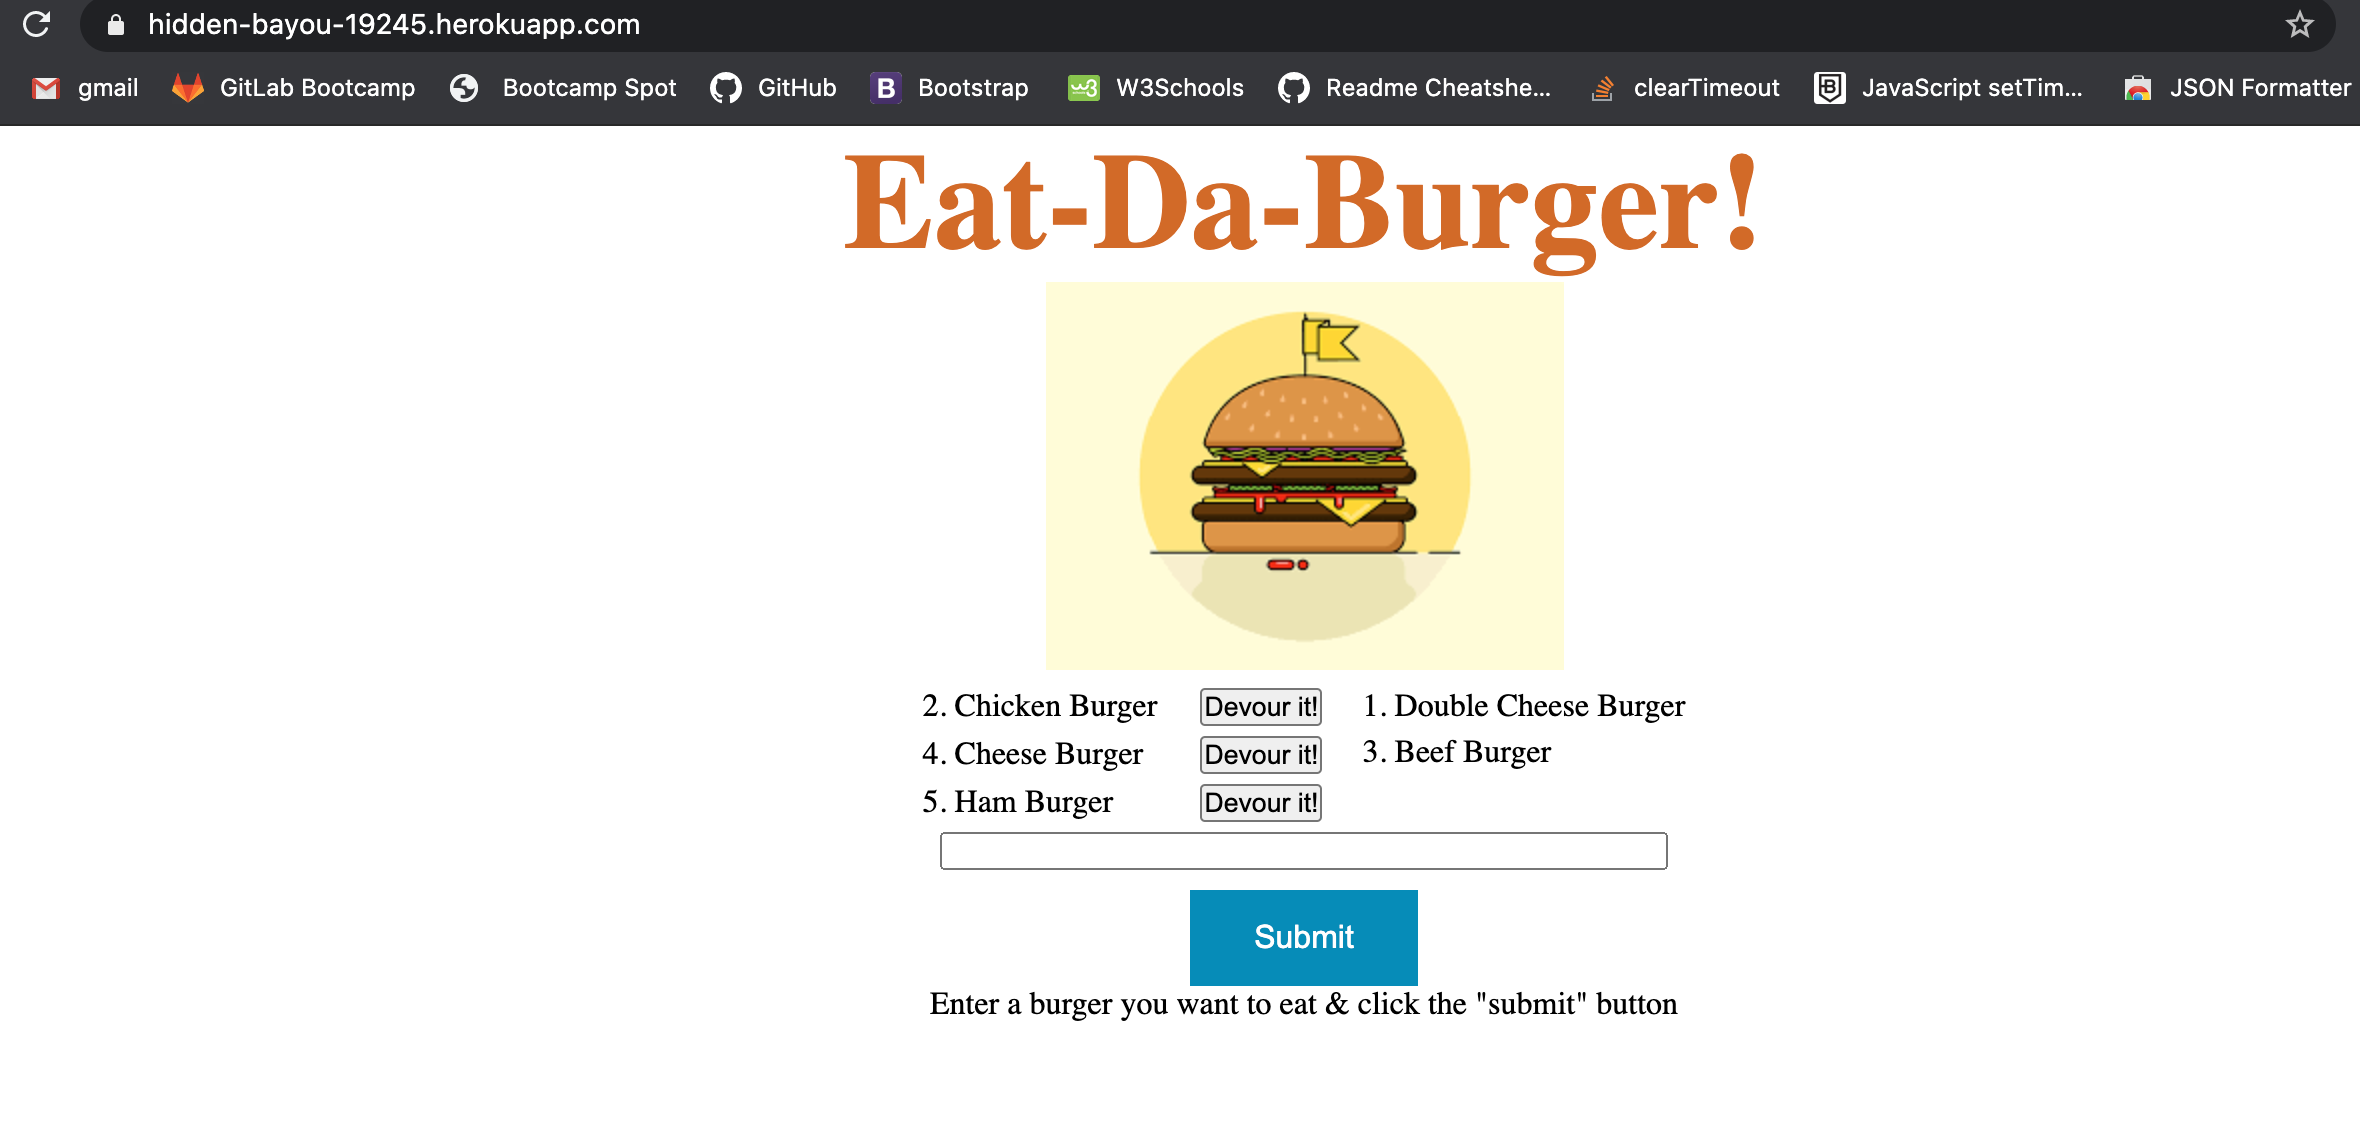 hidden-bayou-19245.herokuapp.com
gmail GitLab Bootcamp Bootcamp Spot GitHub B Bootstrap w3 W3Schools Readme Cheatshe... clearTimeout B JavaScript setTim... JSON Formatter
Eat-Da-Burger!
2. Chicken Burger Devour it! 1. Double Cheese Burger
4. Cheese Burger Devour it! 3. Beef Burger
5. Ham Burger Devour it!
Submit
Enter a burger you want to eat & click the "submit" button